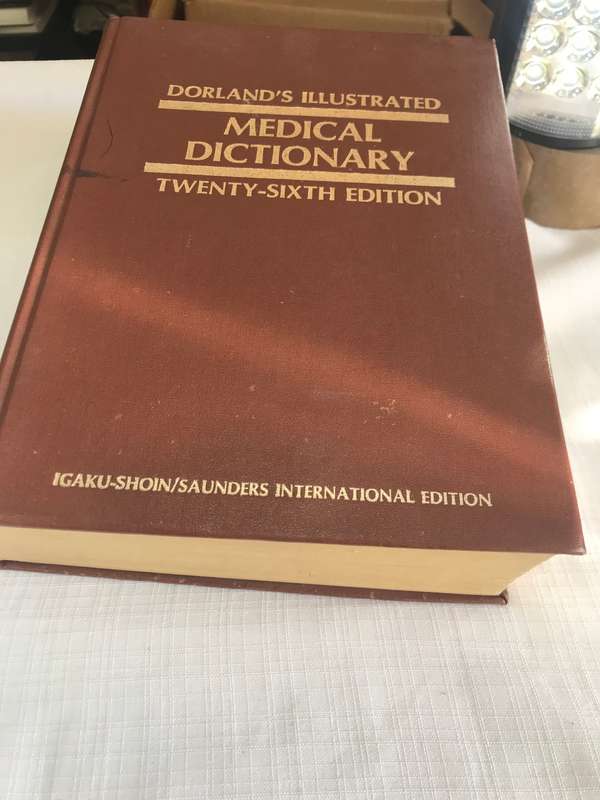 DORLAND'S ILLUSTRATED
MEDICAL
DICTIONARY
TWENTY-SIXTH EDITION
IGAKU-SHOIN/SAUNDERS INTERNATIONAL EDITION